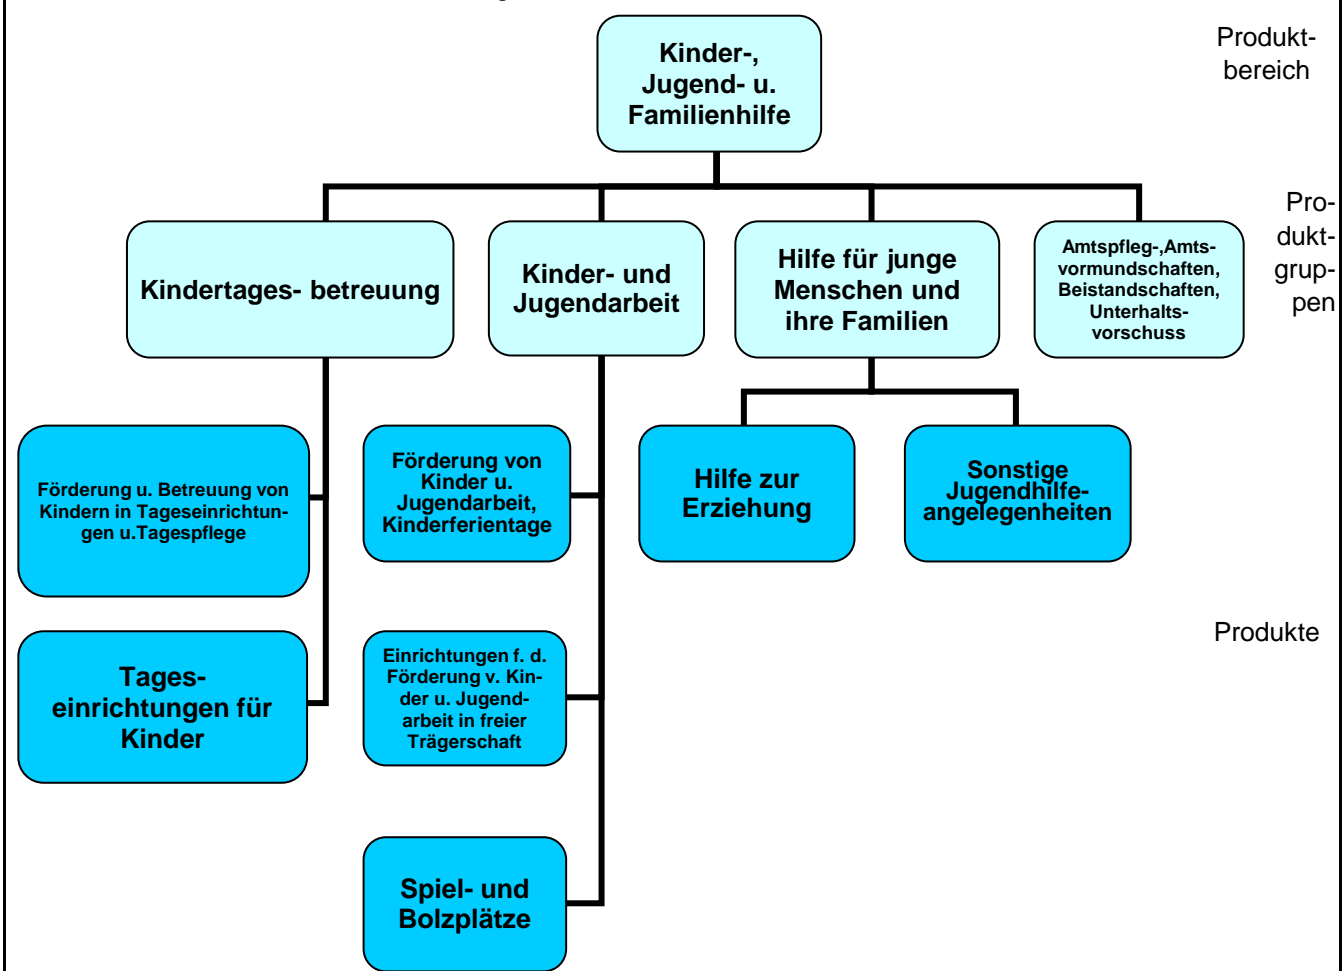 Kinder-,
Jugend- u.
Familienhilfe
Produkt-
bereich
Pro-
dukt-
grup-
pen
Kindertages- betreuung
Kinder- und
Jugendarbeit
Hilfe für junge
Menschen und
ihre Familien
Amtspfleg-,Amts-
vormundschaften,
Beistandschaften,
Unterhalts-
vorschuss
Förderung u. Betreuung von
Kindern in Tageseinrichtun-
gen u.Tagespflege
Förderung von
Kinder u.
Jugendarbeit,
Kinderferientage
Hilfe zur
Erziehung
Sonstige
Jugendhilfe-
angelegenheiten
Produkte
Tages-
einrichtungen für
Kinder
Einrichtungen f. d.
Förderung v. Kin-
der u. Jugend-
arbeit in freier
Trägerschaft
Spiel- und
Bolzplätze